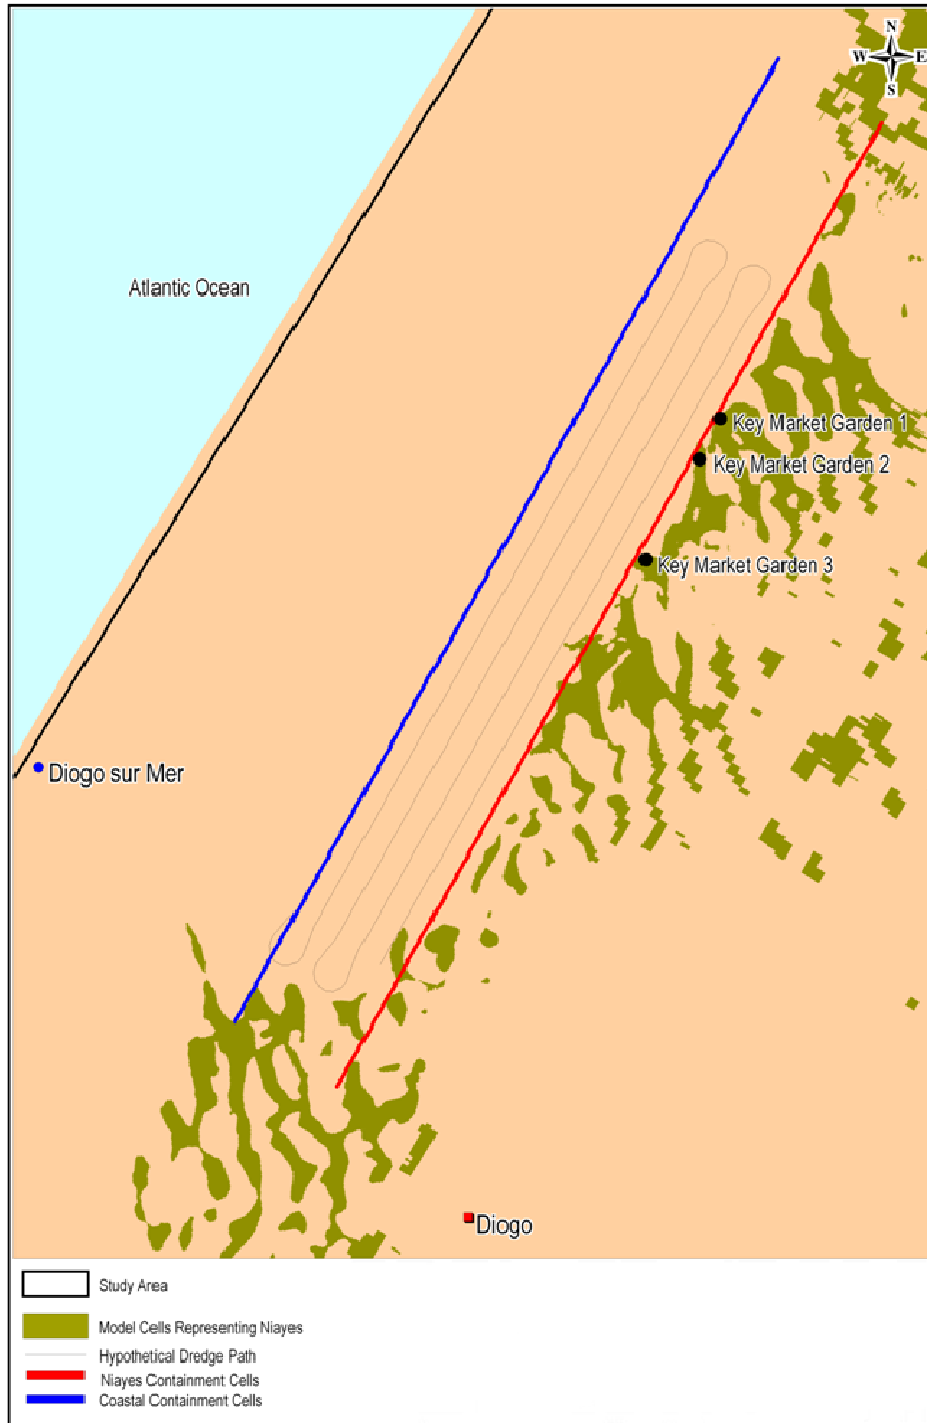 N
W E
S
Atlantic Ocean
Key Market Garden 1
Key Market Garden 2
Key Market Garden 3
Diogo sur Mer
Diogo
Study Area
Model Cells Representing Niayes
Hypothetical Dredge Path
Niayes Containment Cells
Coastal Containment Cells